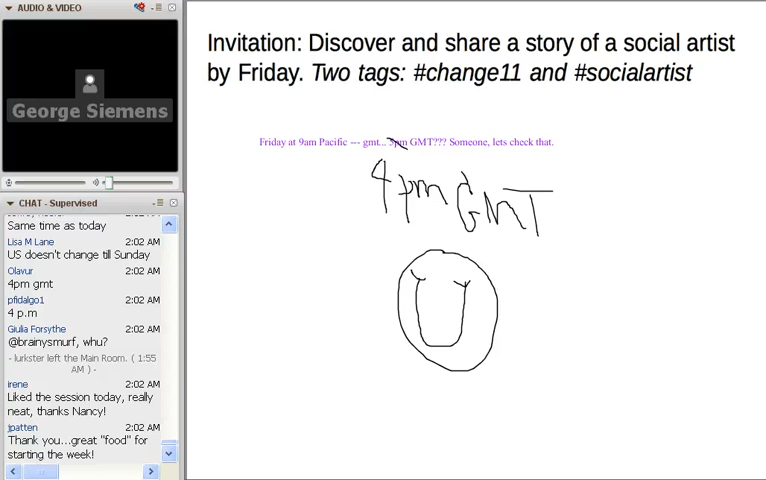 AUDIO & VIDEO
George Siemens
CHAT - Supervised
Same time as today
Lisa M Lane 2:02 AM
US doesn't change till Sunday
Olavur 2:02 AM
4pm gmt
pfidalgo1 2:02 AM
4 p.m
Giulia Forsythe 2:02 AM
@brainysmurf, whu?
- lurkster left the Main Room. ( 1:55
AM ) -
irene 2:02 AM
Liked the session today, really
neat, thanks Nancy!
jpatten 2:02 AM
Thank you...great "food" for
starting the week!
Invitation: Discover and share a story of a social artist
by Friday. Two tags: #change11 and #socialartist
Friday at 9am Pacific --- gmt... 5pm GMT??? Someone, lets check that.
4pm GMT